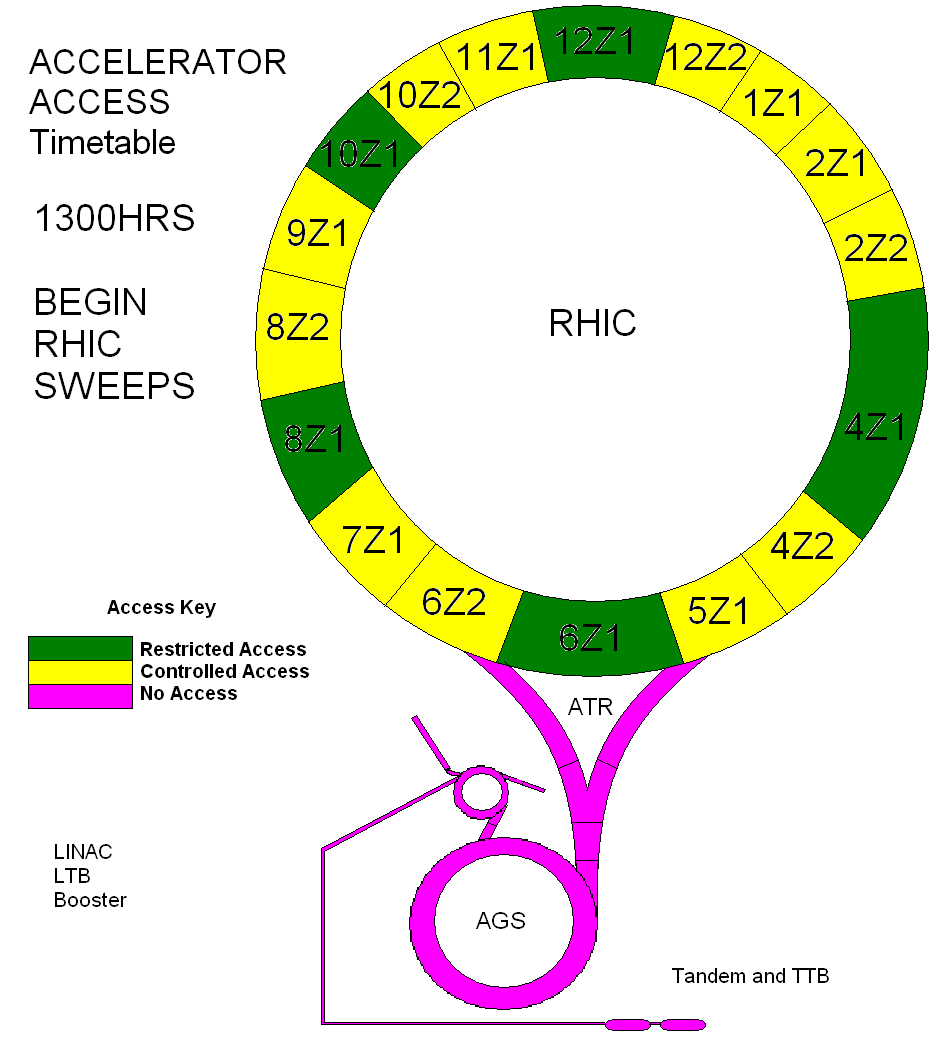 ACCELERATOR
ACCESS
Timetable
1300HRS
BEGIN
RHIC
SWEEPS
12Z1
12Z2
1Z1
2Z1
2Z2
4Z1
4Z2
5Z1
6Z1
6Z2
7Z1
8Z1
8Z2
9Z1
10Z1
10Z2
11Z1
RHIC
Access Key
Restricted Access
Controlled Access
No Access
ATR
LINAC
LTB
Booster
AGS
Tandem and TTB